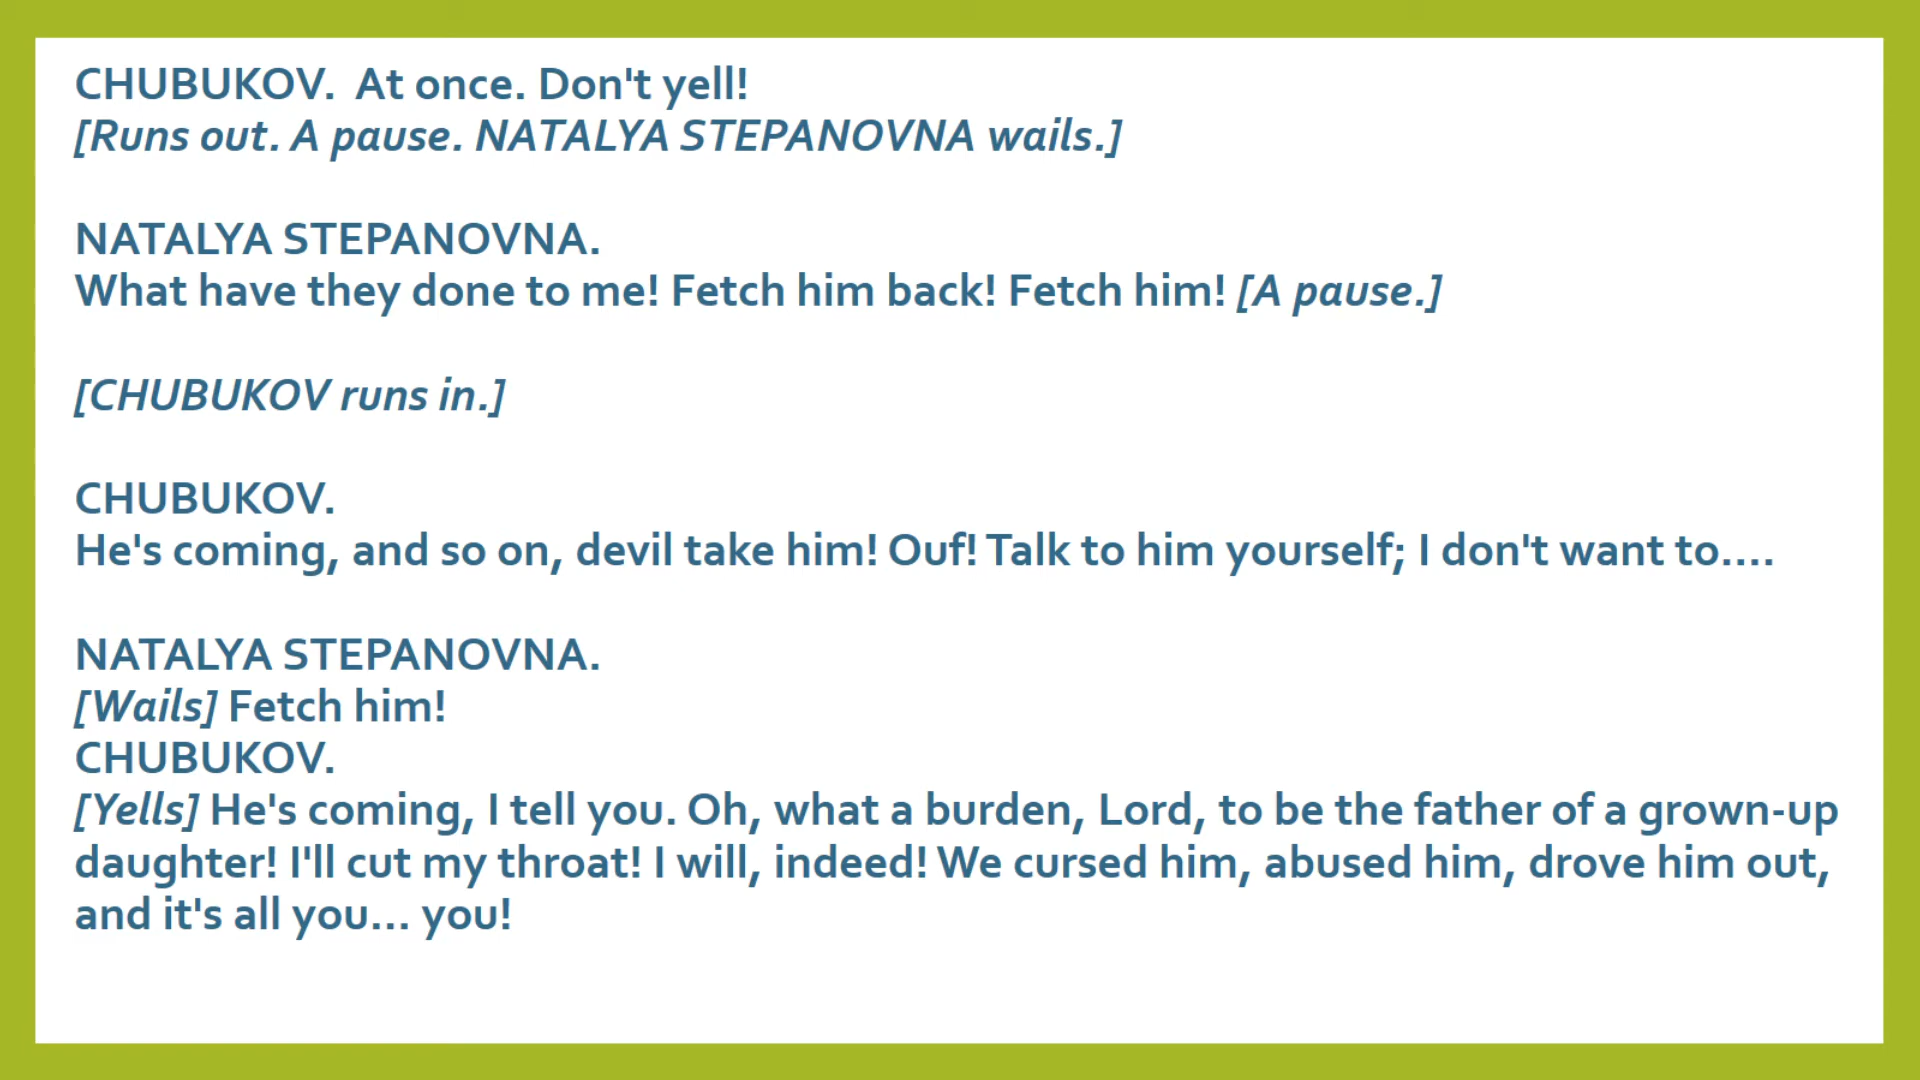 CHUBUKOV.  At once. Don't yell!
[Runs out. A pause. NATALYA STEPANOVNA wails.]
NATALYA STEPANOVNA.
What have they done to me! Fetch him back! Fetch him! [A pause.]
[CHUBUKOV runs in.]
CHUBUKOV.
He's coming, and so on, devil take him! Ouf! Talk to him yourself; I don't want to....
NATALYA STEPANOVNA.
[Wails] Fetch him!
CHUBUKOV.
[Yells] He's coming, I tell you. Oh, what a burden, Lord, to be the father of a grown-up
daughter! I'll cut my throat! I will, indeed! We cursed him, abused him, drove him out,
and it's all you... you!